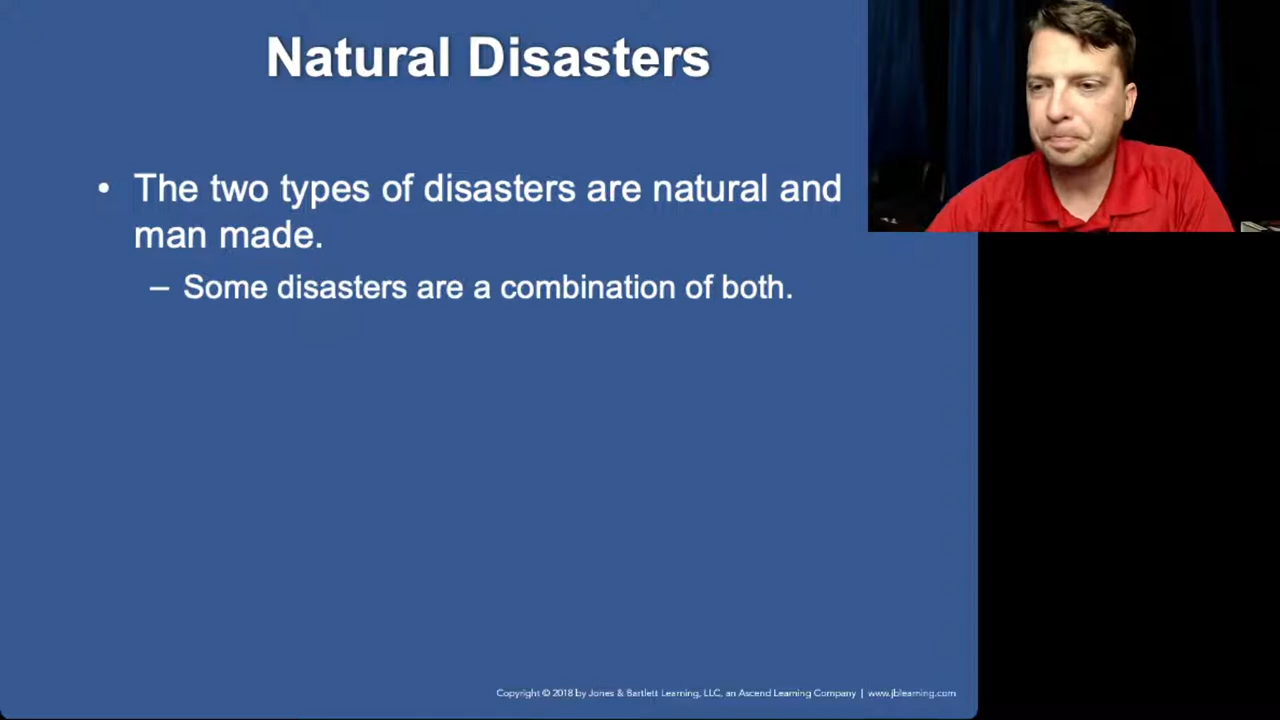 Natural Disasters
• The two types of disasters are natural and
man made.
– Some disasters are a combination of both.
Copyright © 2018 by Jones & Bartlett Learning, LLC, an Ascend Learning Company | www.jblearning.com